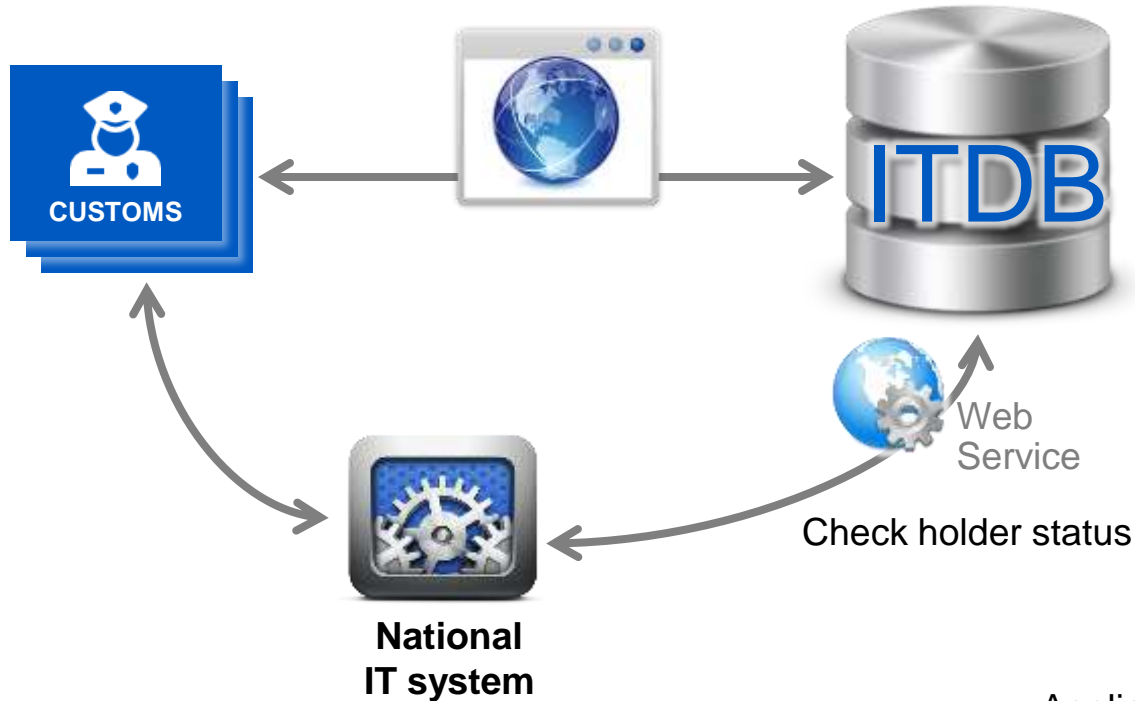 CUSTOMS
ITDB
Web
Service
Check holder status
National
IT system